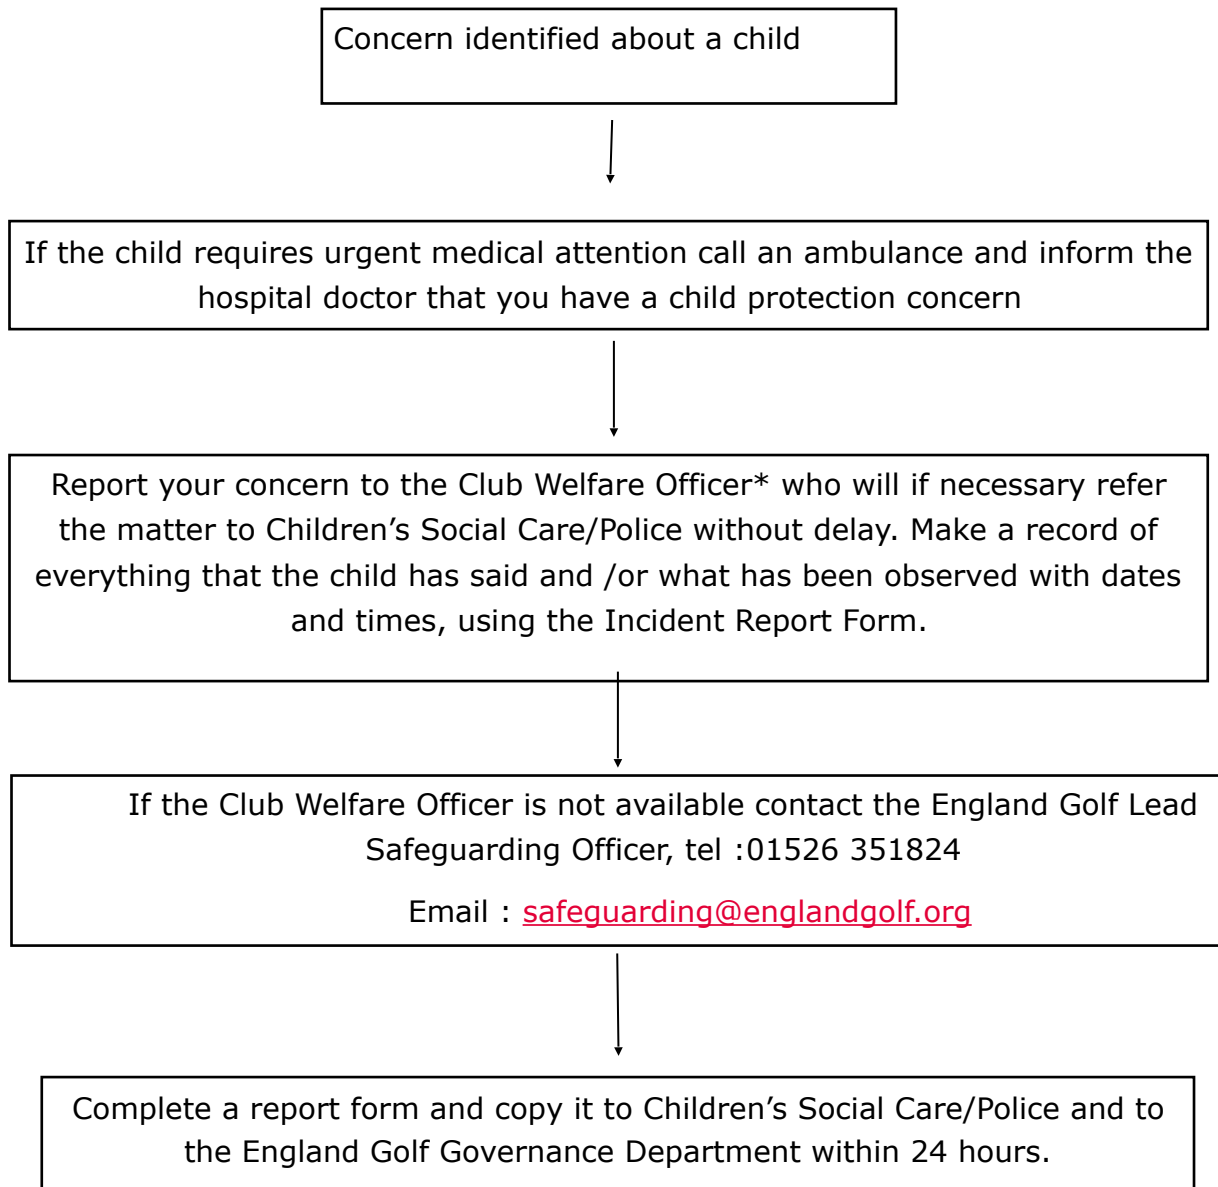 Concern identified about a child
If the child requires urgent medical attention call an ambulance and inform the
hospital doctor that you have a child protection concern
Report your concern to the Club Welfare Officer* who will if necessary refer
the matter to Children’s Social Care/Police without delay. Make a record of
everything that the child has said and /or what has been observed with dates
and times, using the Incident Report Form.
If the Club Welfare Officer is not available contact the England Golf Lead
Safeguarding Officer, tel :01526 351824
Email : safeguarding@englandgolf.org
Complete a report form and copy it to Children’s Social Care/Police and to
the England Golf Governance Department within 24 hours.